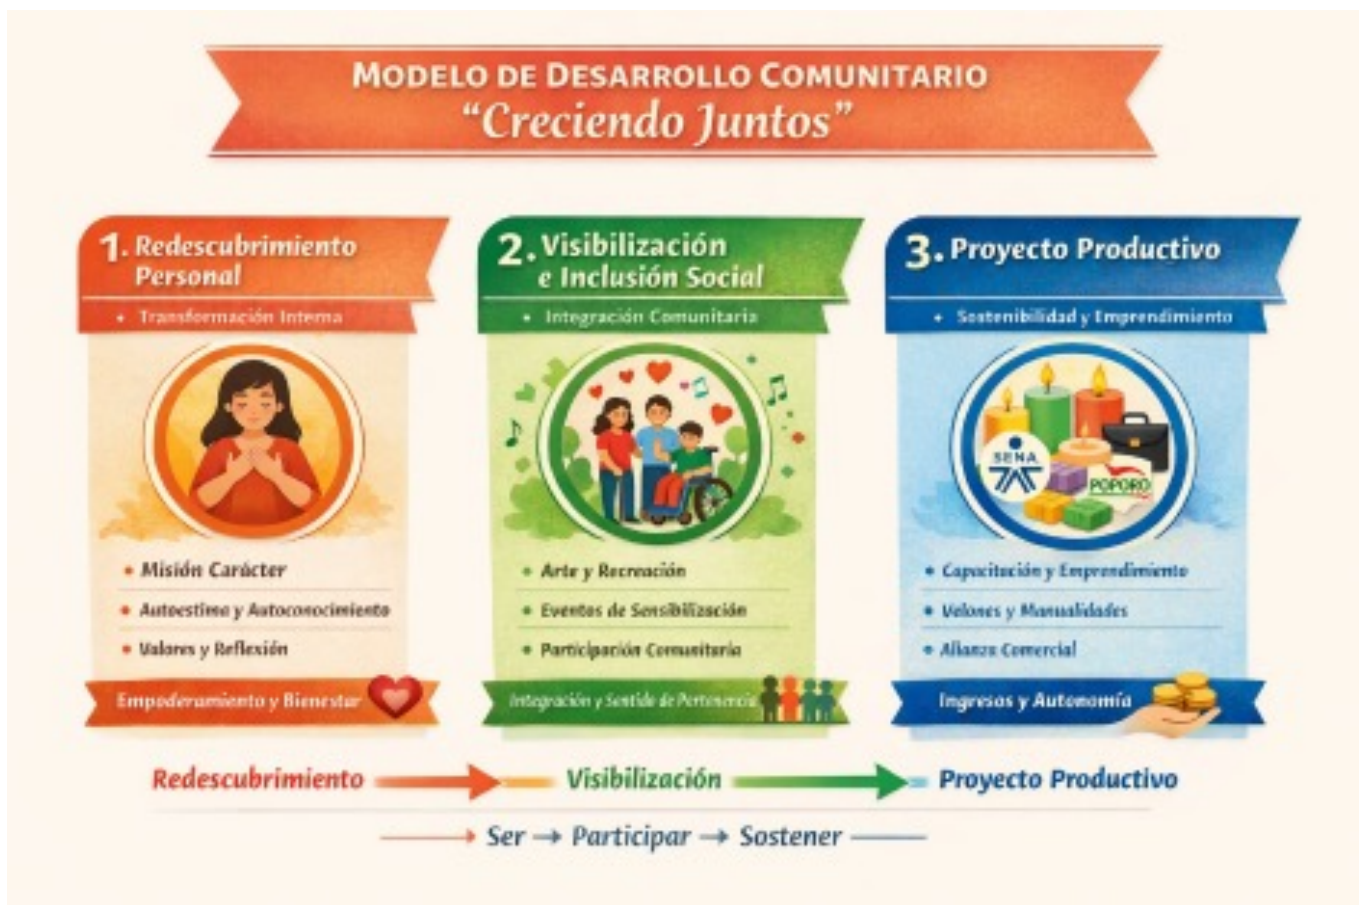 MODELO DE DESARROLLO COMUNITARIO
“Creciendo Juntos”
1. Redescubrimiento
Personal
• Transformación Interna
• Misión Carácter
• Autoestima y Autoconocimiento
• Valores y Reflexión
Empoderamiento y Bienestar
2. Visibilización
e Inclusión Social
• Integración Comunitaria
• Arte y Recreación
• Eventos de Sensibilización
• Participación Comunitaria
Integración y Sentido de Pertenencia
3. Proyecto Productivo
• Sostenibilidad y Emprendimiento
SENA
POPORO
• Capacitación y Emprendimiento
• Velones y Manualidades
• Alianza Comercial
Ingresos y Autonomía
Redescubrimiento → Visibilización → Proyecto Productivo
→ Ser → Participar → Sostener